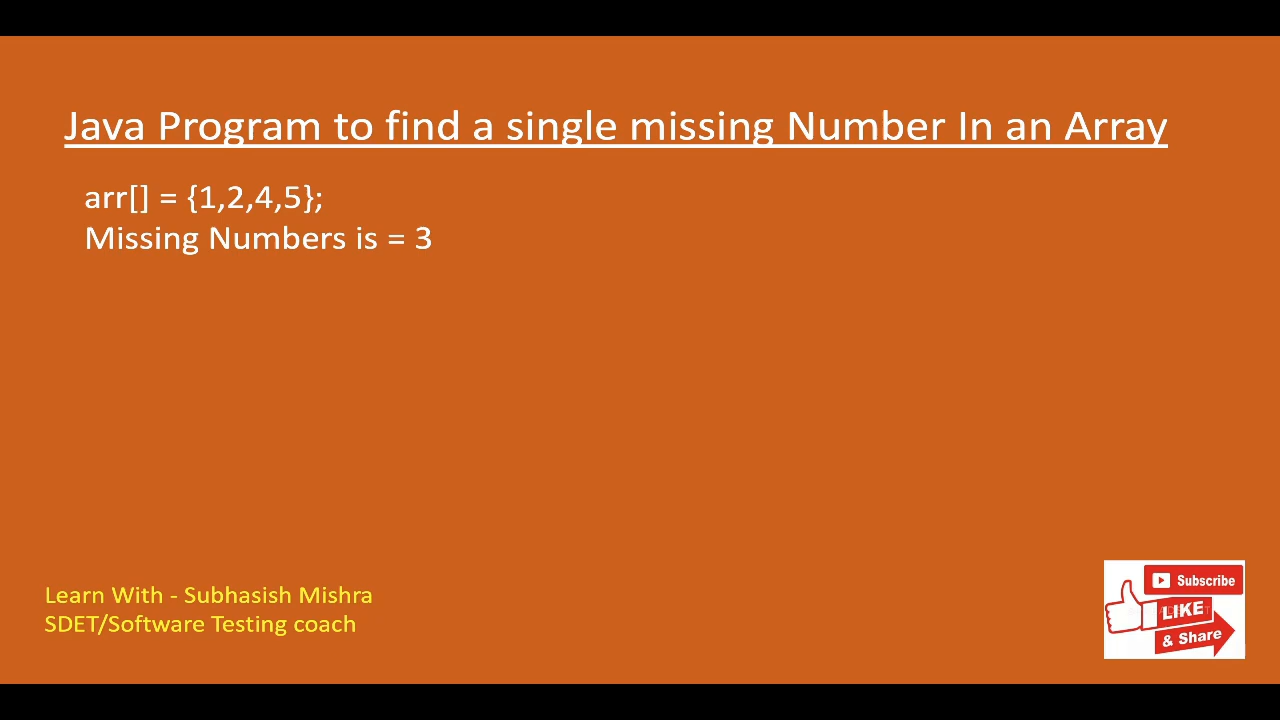 Java Program to find a single missing Number In an Array
arr[] = {1,2,4,5};
Missing Numbers is = 3
Learn With - Subhasish Mishra
SDET/Software Testing coach
Subscribe
LIKE
& Share